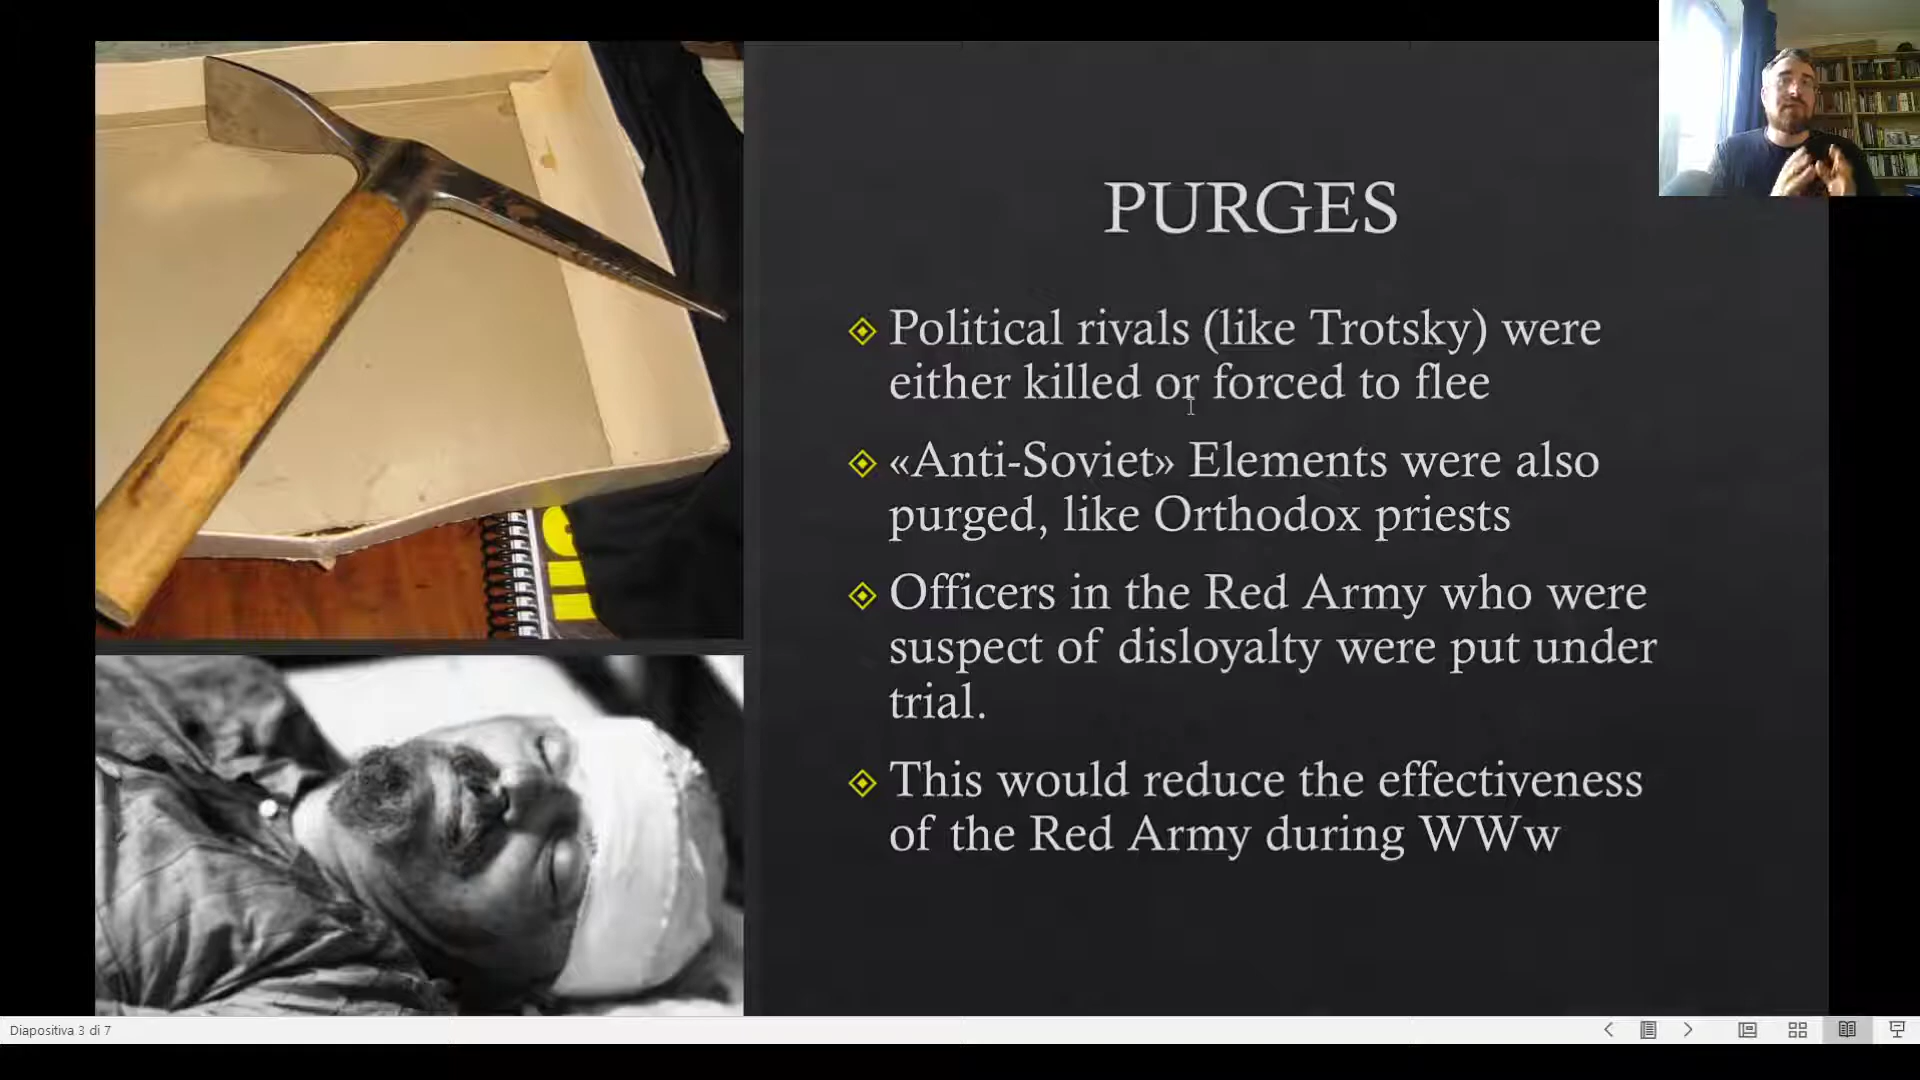 PURGES
Political rivals (like Trotsky) were
either killed or forced to flee
«Anti-Soviet» Elements were also
purged, like Orthodox priests
Officers in the Red Army who were
suspect of disloyalty were put under
trial.
This would reduce the effectiveness
of the Red Army during WWw
Diapositiva 3 di 7